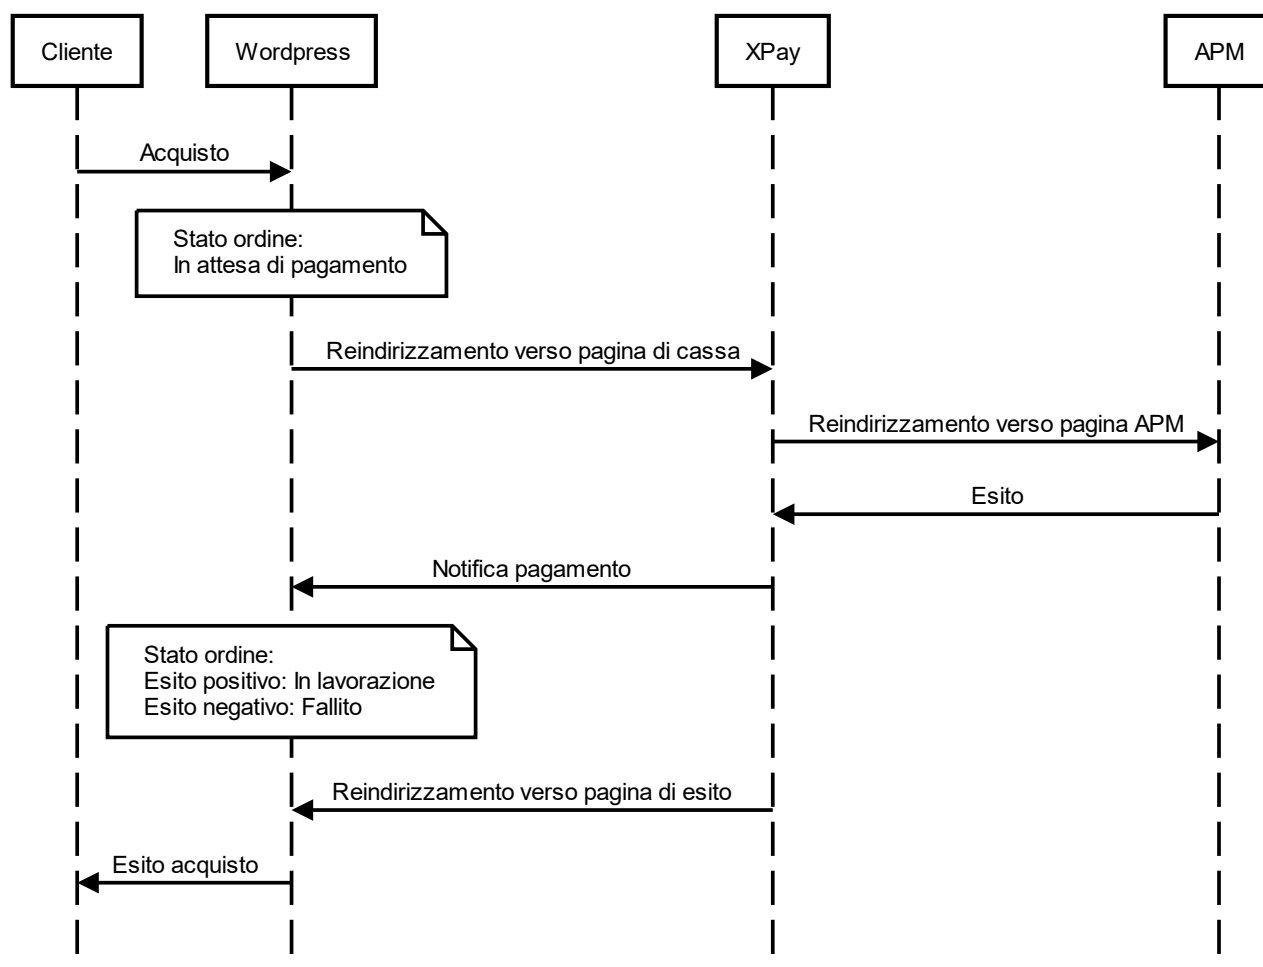 Cliente
Wordpress
XPay
APM
Acquisto
Stato ordine:
In attesa di pagamento
Reindirizzamento verso pagina di cassa
Reindirizzamento verso pagina APM
Esito
Notifica pagamento
Stato ordine:
Esito positivo: In lavorazione
Esito negativo: Fallito
Reindirizzamento verso pagina di esito
Esito acquisto